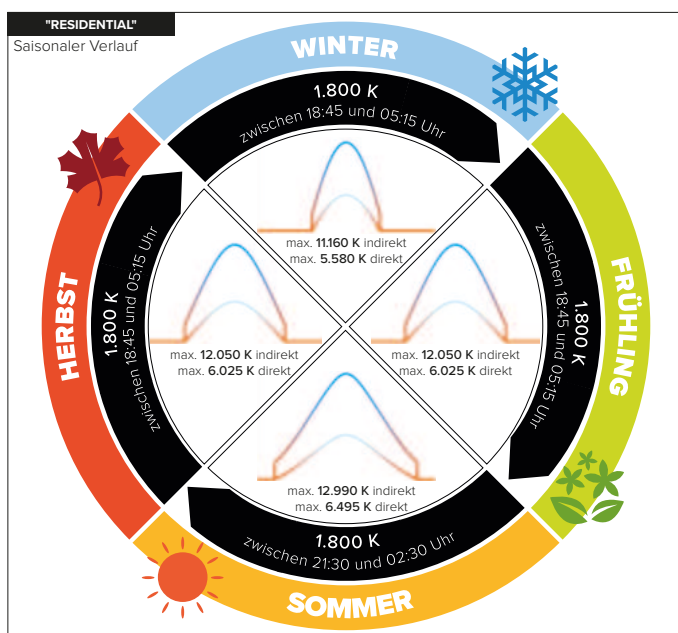 "RESIDENTIAL"
Saisonaler Verlauf
WINTER
1.800 K
zwischen 18:45 und 05:15 Uhr
max. 11.160 K indirekt
max. 5.580 K direkt
FRÜHLING
1.800 K
zwischen 18:45 und 05:15 Uhr
max. 12.050 K indirekt
max. 6.025 K direkt
SOMMER
1.800 K
zwischen 21:30 und 02:30 Uhr
max. 12.990 K indirekt
max. 6.495 K direkt
HERBST
1.800 K
zwischen 18:45 und 05:15 Uhr
max. 12.050 K indirekt
max. 6.025 K direkt